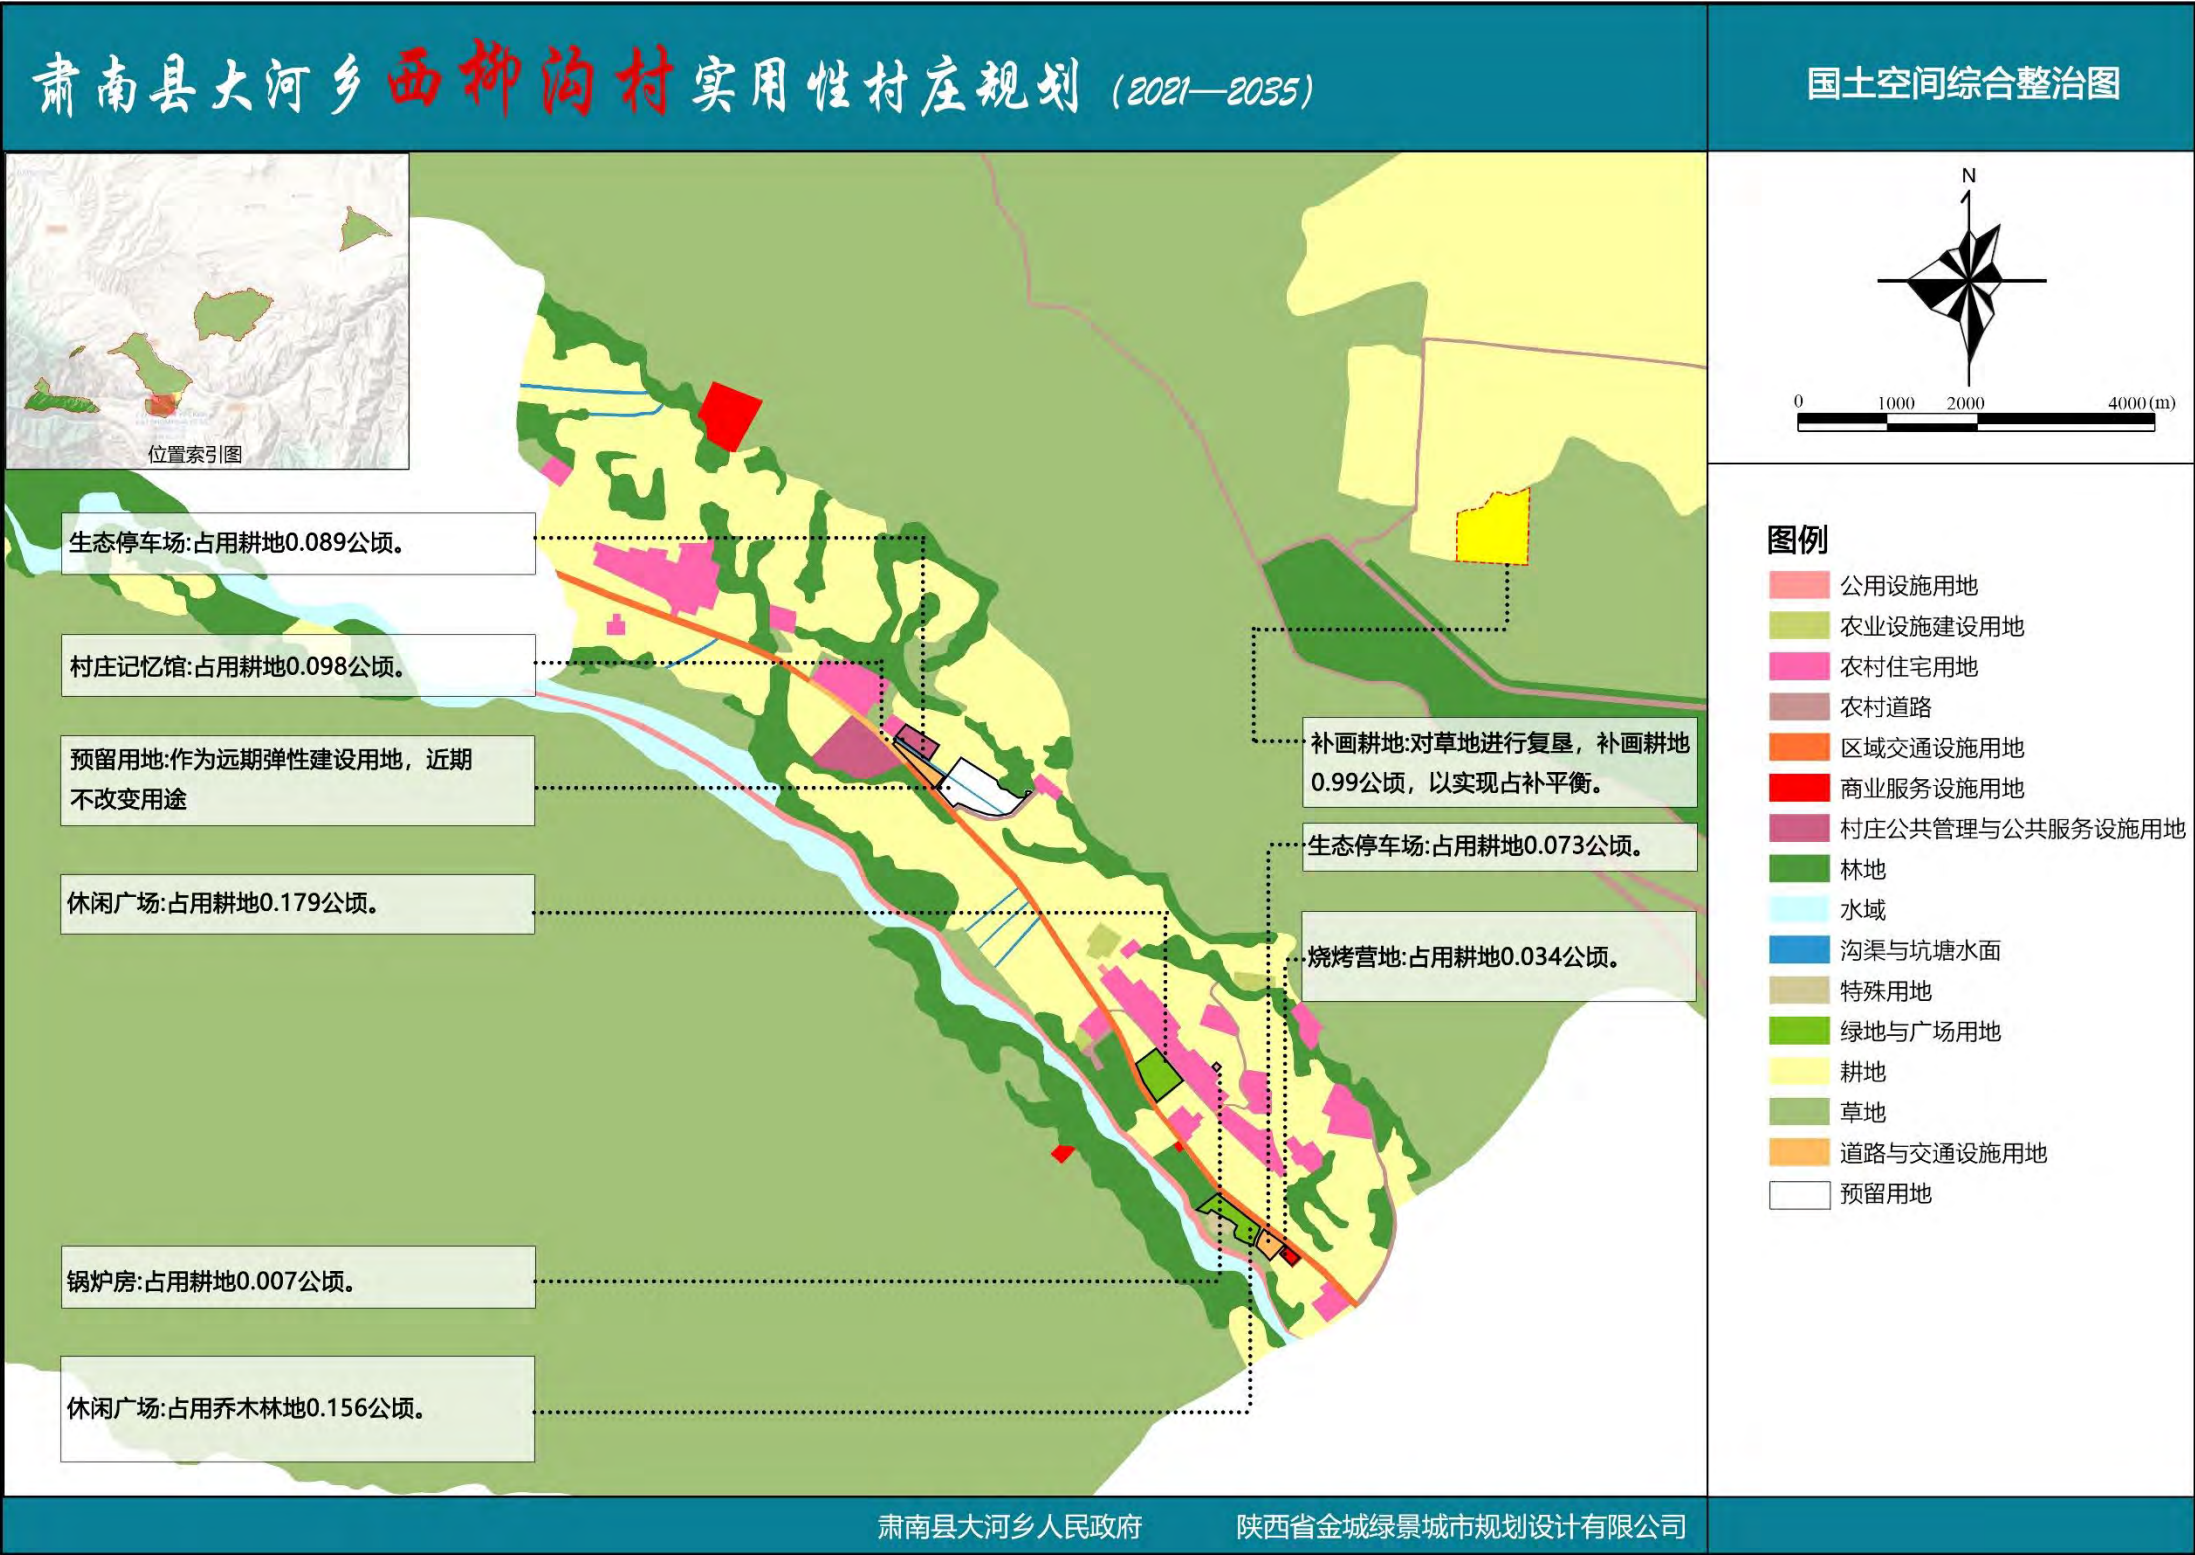 肃南县大河乡西柳沟村实用性村庄规划(2021—2035)
国土空间综合整治图
位置索引图
生态停车场:占用耕地0.089公顷。
村庄记忆馆:占用耕地0.098公顷。
预留用地:作为远期弹性建设用地，近期
不改变用途
休闲广场:占用耕地0.179公顷。
锅炉房:占用耕地0.007公顷。
休闲广场:占用乔木林地0.156公顷。
补画耕地:对草地进行复垦，补画耕地
0.99公顷，以实现占补平衡。
生态停车场:占用耕地0.073公顷。
烧烤营地:占用耕地0.034公顷。
N
0 1000 2000 4000(m)
图例
公用设施用地
农业设施建设用地
农村住宅用地
农村道路
区域交通设施用地
商业服务设施用地
村庄公共管理与公共服务设施用地
林地
水域
沟渠与坑塘水面
特殊用地
绿地与广场用地
耕地
草地
道路与交通设施用地
预留用地
肃南县大河乡人民政府
陕西省金城绿景城市规划设计有限公司